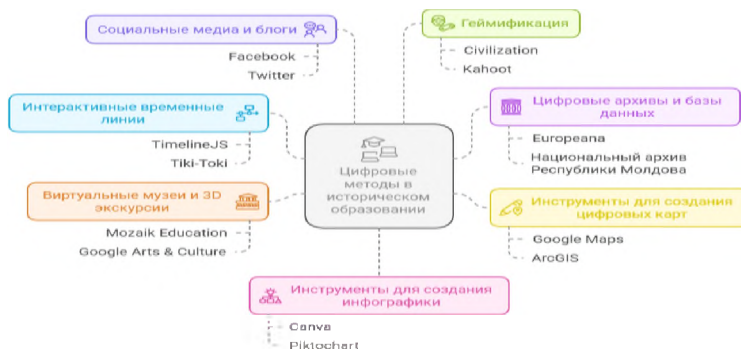 Социальные медиа и блоги
Facebook
Twitter
Геймификация
Civilization
Kahoot
Интерактивные временные
линии
TimelineJS
Tiki-Toki
Цифровые архивы и базы
данных
Europeana
Национальный архив
Республики Молдова
Цифровые
методы в
историческом
образовании
Виртуальные музеи и 3D
экскурсии
Mozaik Education
Google Arts & Culture
Инструменты для создания
цифровых карт
Google Maps
ArcGIS
Инструменты для создания
инфографики
Canva
Piktochart